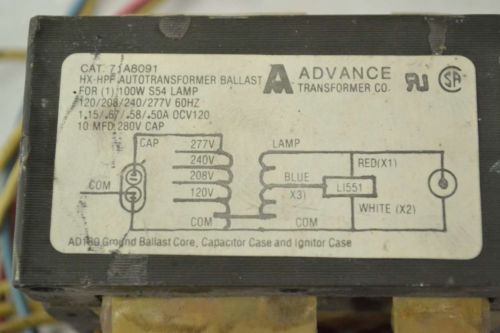 CAT. 71A8091
HX-HPF AUTOTRANSFORMER BALLAST
FOR (1) 100W S54 LAMP
120/208/240/277V 60HZ
1.15/.67/.58/.50A OCV120
10 MFD 280V CAP
A ADVANCE
TRANSFORMER CO.
CAP
277V
240V
208V
120V
COM
COM
LAMP
BLUE
X3)
COM
RED(X1)
LI551
WHITE (X2)
Ground Ballast Core, Capacitor Case and Ignitor Case